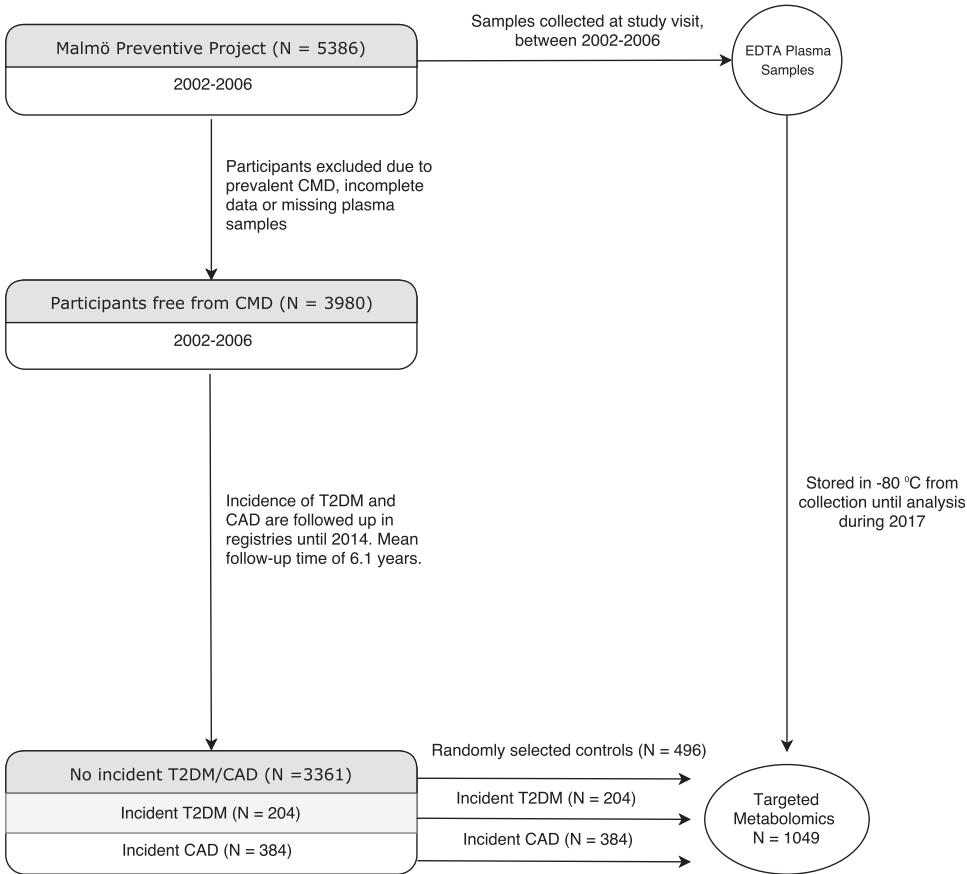 Malmö Preventive Project (N = 5386)
2002-2006
Samples collected at study visit,
between 2002-2006
EDTA Plasma
Samples
Participants excluded due to
prevalent CMD, incomplete
data or missing plasma
samples
Participants free from CMD (N = 3980)
2002-2006
Incidence of T2DM and
CAD are followed up in
registries until 2014. Mean
follow-up time of 6.1 years.
Stored in -80 ⁰C from
collection until analysis
during 2017
No incident T2DM/CAD (N =3361)
Incident T2DM (N = 204)
Incident CAD (N = 384)
Randomly selected controls (N = 496)
Incident T2DM (N = 204)
Incident CAD (N = 384)
Targeted
Metabolomics
N = 1049